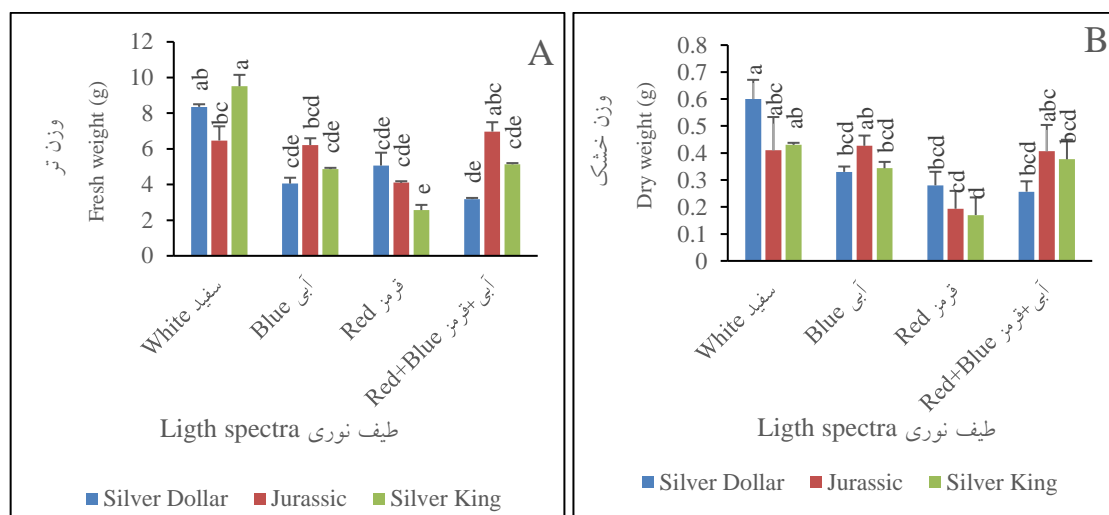 A
12
10
8
6
4
2
0
وزن تر
Fresh weight (g)
ab
bc
a
cde
bcd
cde
cde
cde
e
de
abc
cde
White سفید
Blue آبی
Red قرمز
Red+Blue آبی+قرمز
Ligth spectra طیف نوری
Silver Dollar Jurassic Silver King
B
0.8
0.7
0.6
0.5
0.4
0.3
0.2
0.1
0
وزن خشک
Dry weight (g)
a
abc
ab
bcd
ab
bcd
bcd
cd
d
bcd
abc
bcd
White سفید
Blue آبی
Red قرمز
Red+Blue آبی+قرمز
Ligth spectra طیف نوری
Silver Dollar Jurassic Silver King